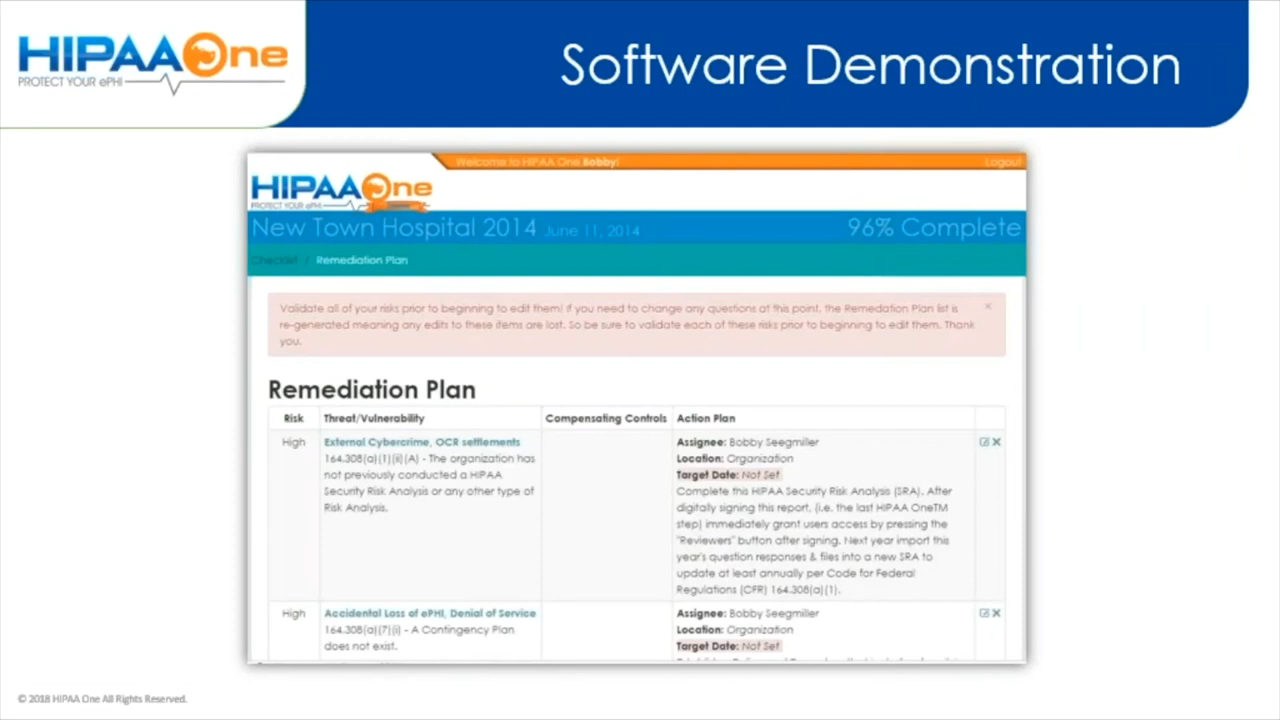 HIPAA One
PROTECT YOUR ePHI
Software Demonstration
Welcome to HIPAA One Bobby!
Logout
HIPAA One
PROTECT YOUR ePHI
New Town Hospital 2014 June 11, 2014
96% Complete
Checklist / Remediation Plan
Validate all of your risks prior to beginning to edit them! If you need to change any questions at this point, the Remedation Plan list is
re-generated meaning any edits to these items are lost. So be sure to validate each of these risks prior to beginning to edit them. Thank
you.
Remediation Plan
Risk Threat/Vulnerability Compensating Controls Action Plan
High
External Cybercrime, OCR settlements
164.308(a)(1)(ii)(A) - The organization has
not previously conducted a HIPAA
Security Risk Analysis or any other type of
Risk Analysis.
Assignee: Bobby Seegmiller
Location: Organization
Target Date: Not Set
Complete this HIPAA Security Risk Analysis (SRA). After
digitally signing this report, (i.e. the last HIPAA OneTM
step) immediately grant users access by pressing the
"Reviewers" button after signing. Next year import this
year's question responses & files into a new SRA to
update at least annually per Code for Federal
Regulations (CFR) 164.308(a)(1).
High
Accidental Loss of ePHI, Denial of Service
164.308(a)(7)(i) - A Contingency Plan
does not exist.
Assignee: Bobby Seegmiller
Location: Organization
Target Date: Not Set
© 2018 HIPAA One All Rights Reserved.